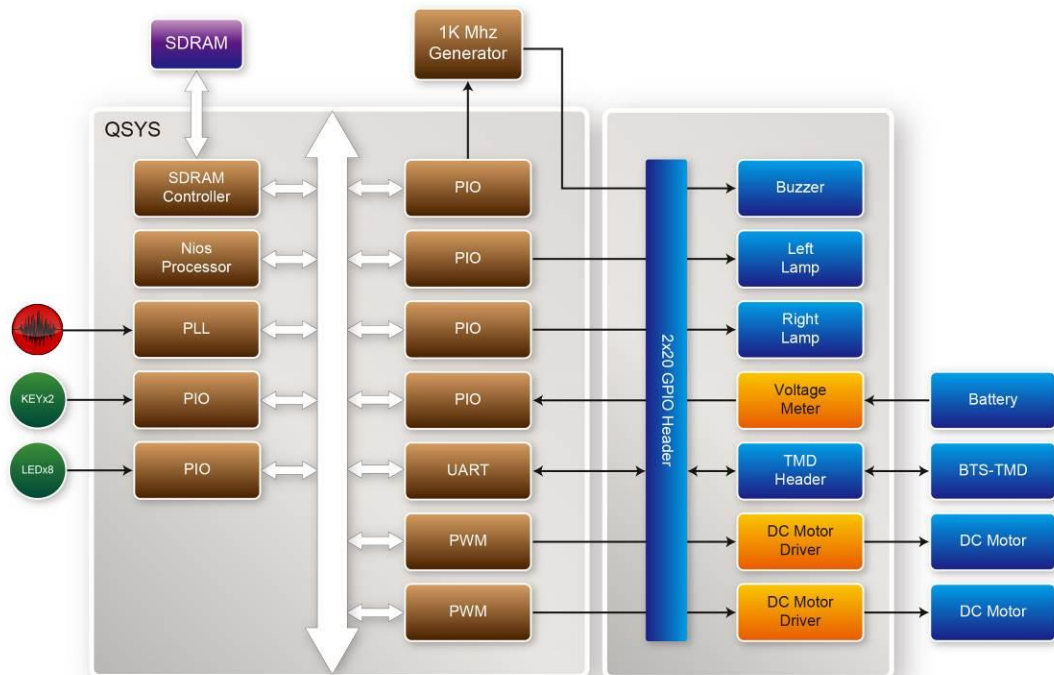 SDRAM
1K Mhz
Generator
QSYS
SDRAM
Controller
PIO
Buzzer
Nios
Processor
PIO
Left
Lamp
PLL
PIO
Right
Lamp
2x20 GPIO Header
KEYx2
PIO
PIO
Voltage
Meter
Battery
LEDx8
PIO
UART
TMD
Header
BTS-TMD
PWM
DC Motor
Driver
DC Motor
PWM
DC Motor
Driver
DC Motor